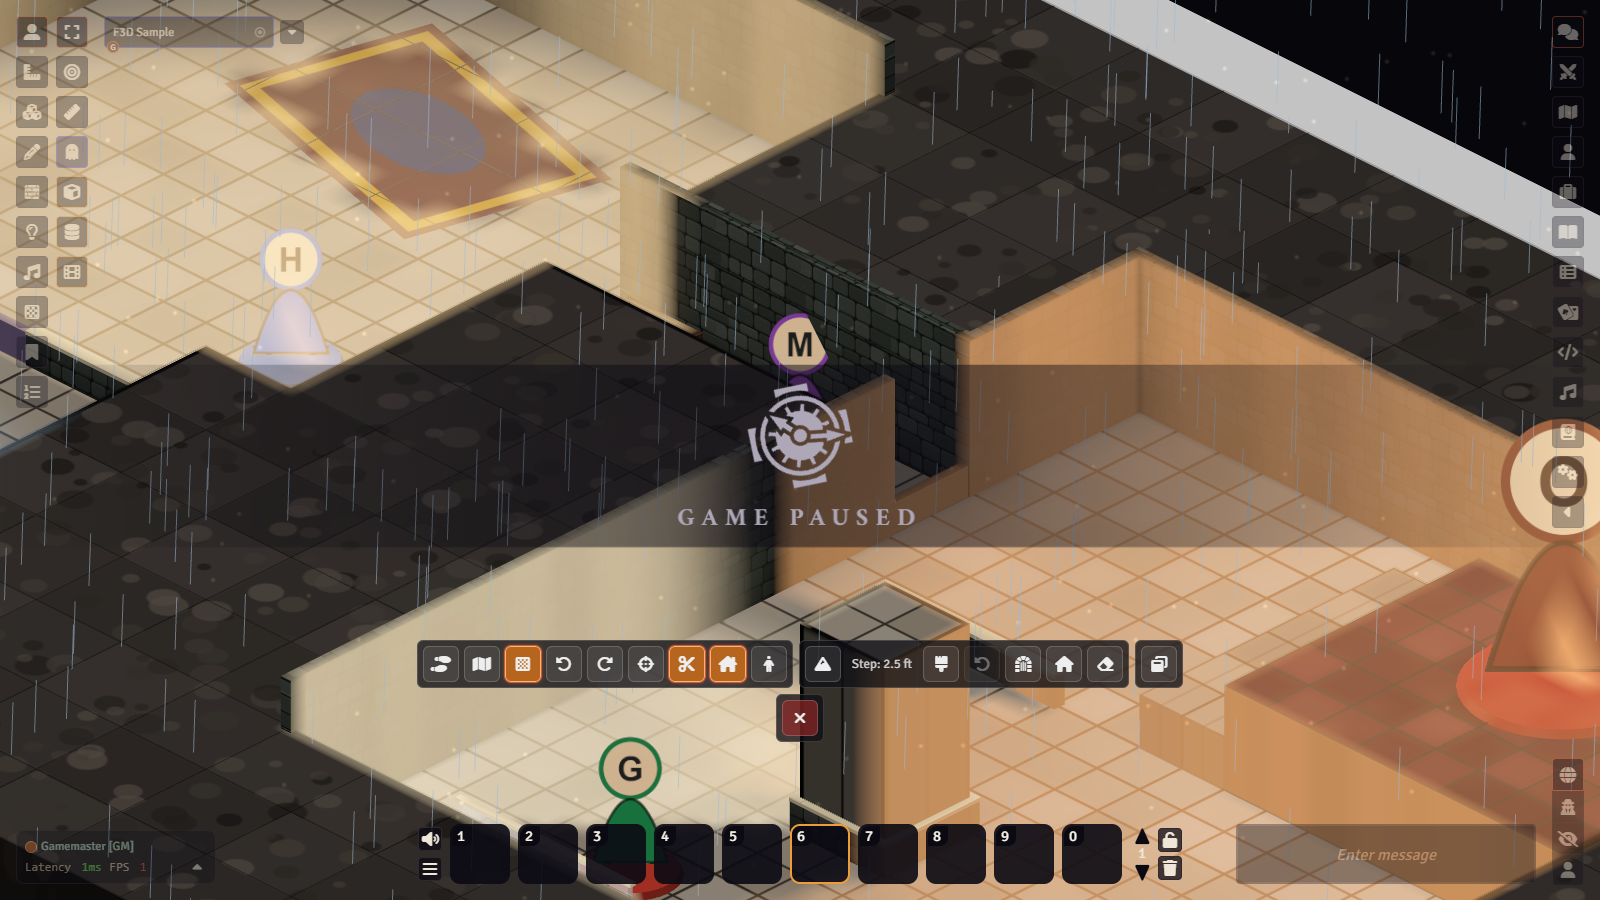 F3D Sample
G
H
M
GAME PAUSED
O
Step: 2.5 ft
G
1
2
3
4
5
6
7
8
9
0
1
Gamemaster [GM]
Latency 1ms FPS 1
Enter message